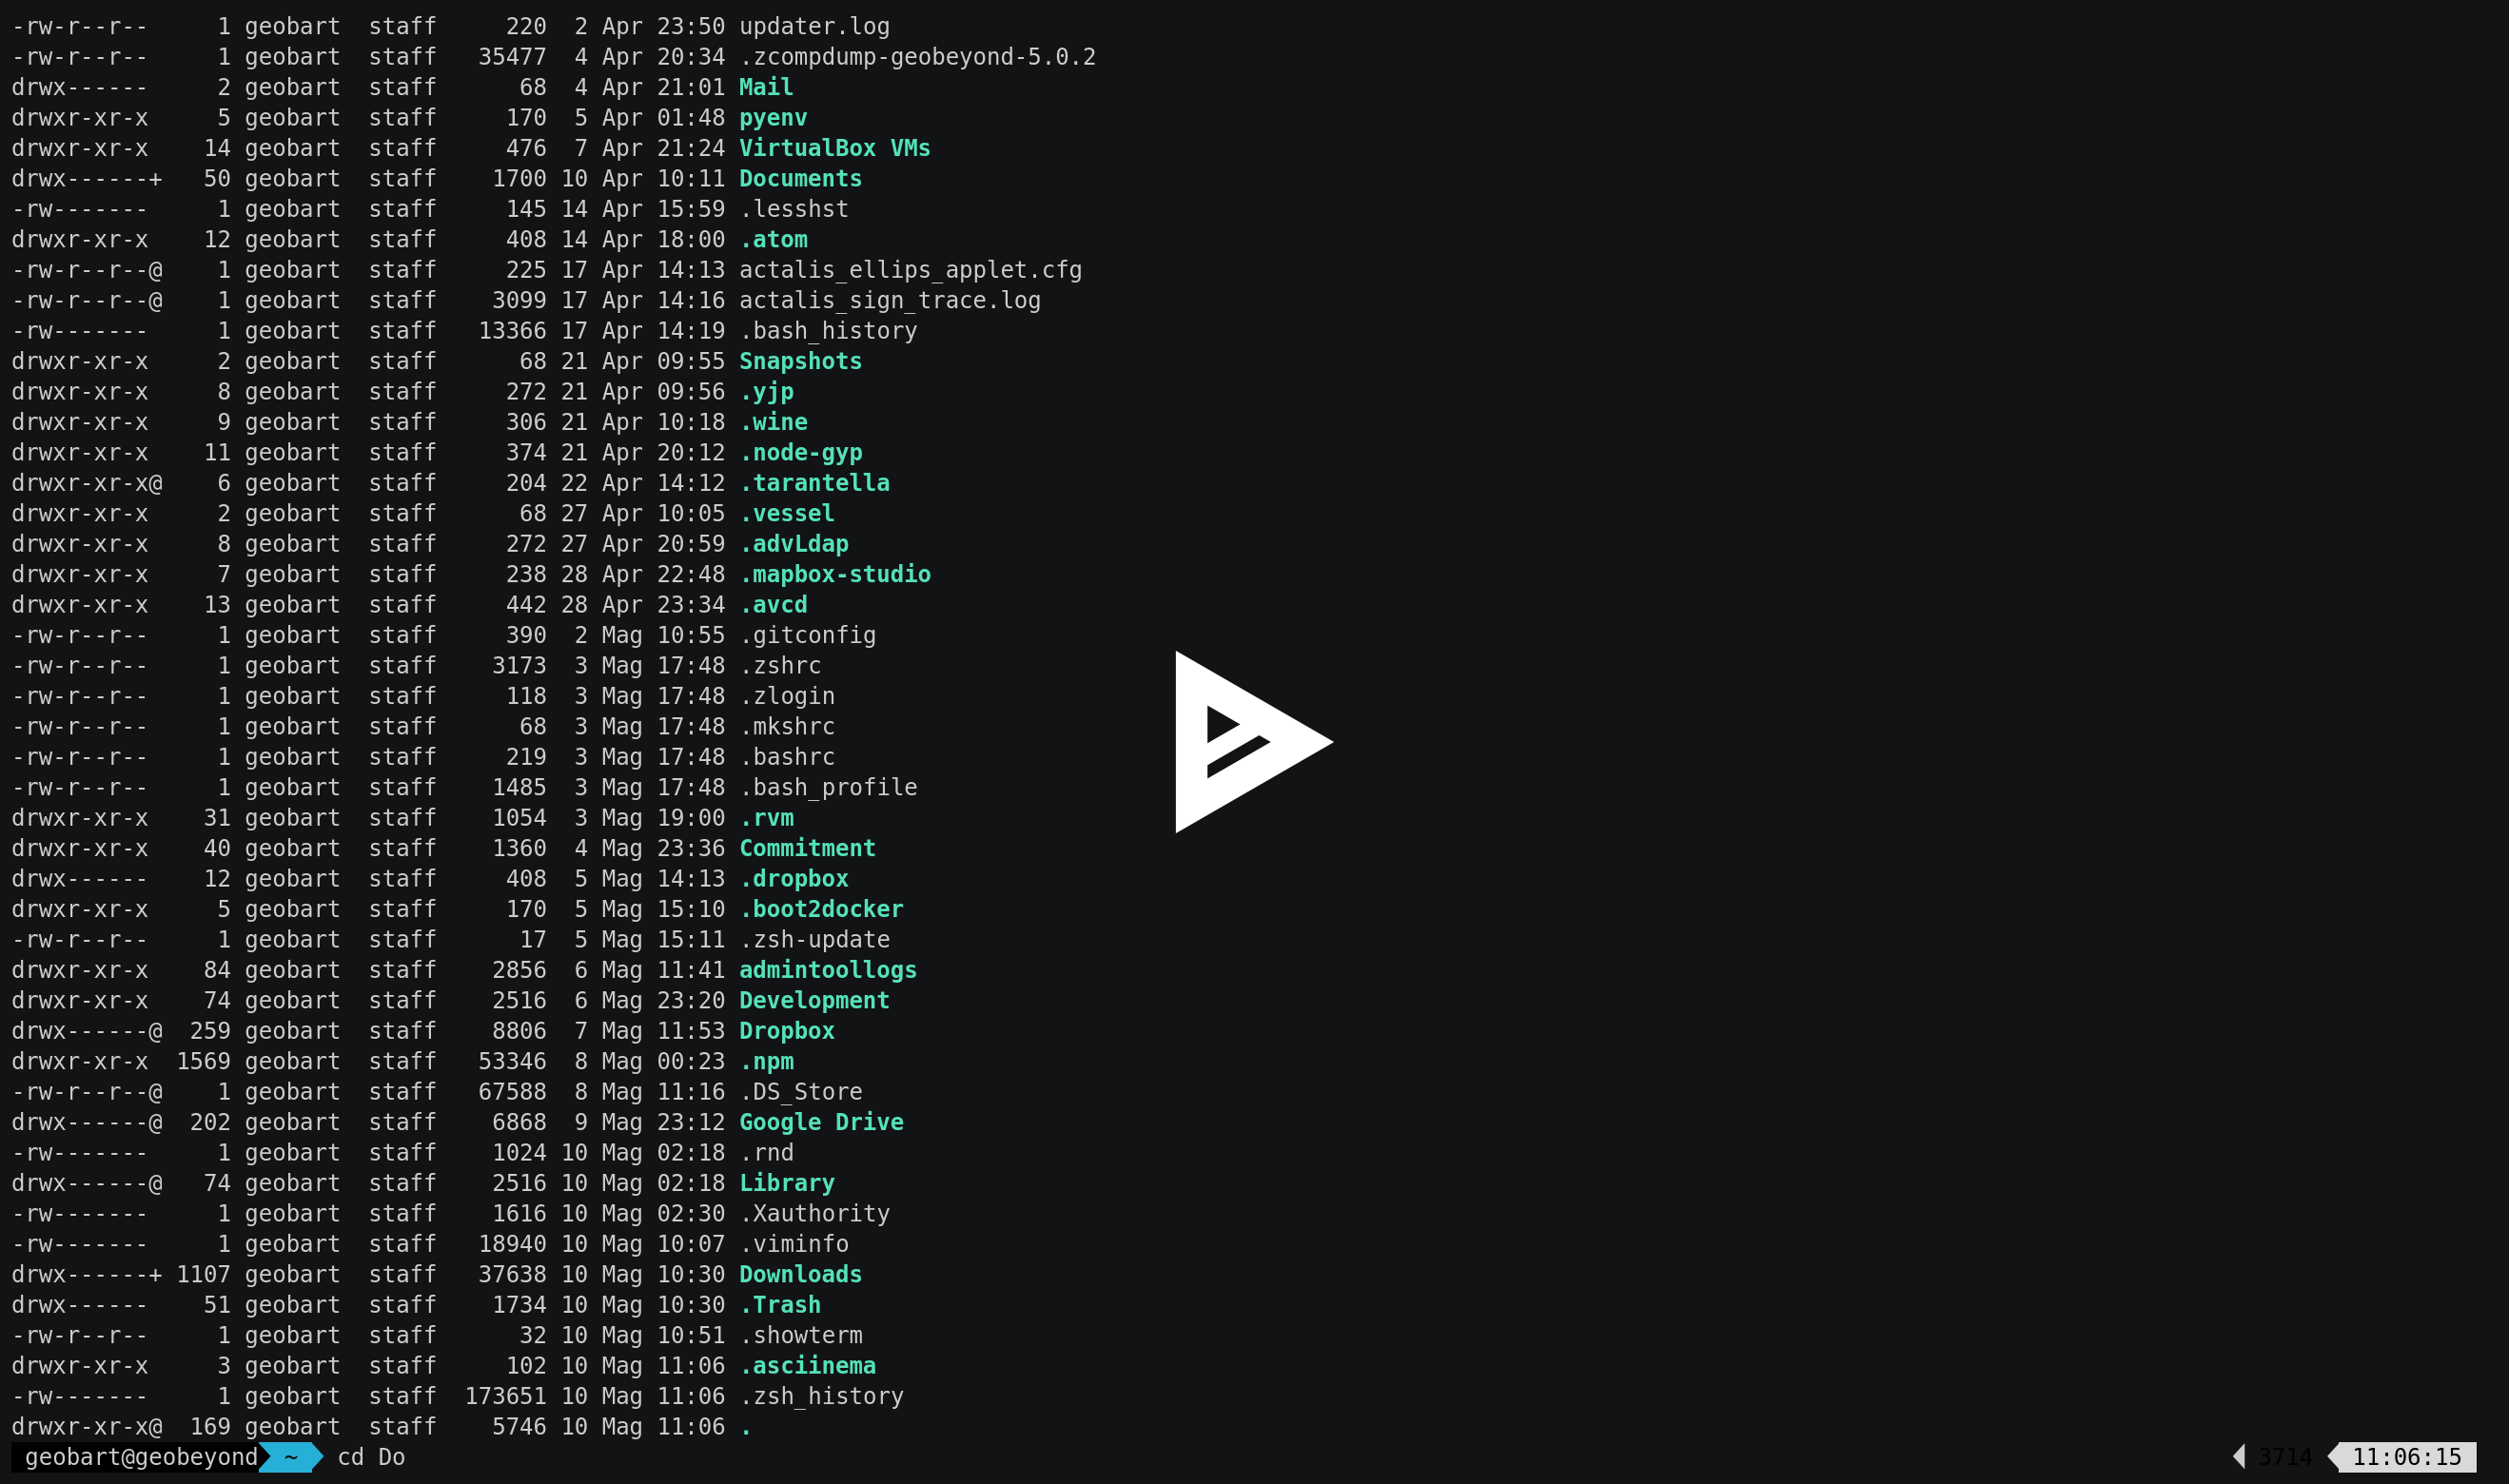 -rw-r--r--     1 geobart  staff     220  2 Apr 23:50 updater.log
-rw-r--r--     1 geobart  staff   35477  4 Apr 20:34 .zcompdump-geobeyond-5.0.2
drwx------     2 geobart  staff      68  4 Apr 21:01 Mail
drwxr-xr-x     5 geobart  staff     170  5 Apr 01:48 pyenv
drwxr-xr-x    14 geobart  staff     476  7 Apr 21:24 VirtualBox VMs
drwx------+   50 geobart  staff    1700 10 Apr 10:11 Documents
-rw-------     1 geobart  staff     145 14 Apr 15:59 .lesshst
drwxr-xr-x    12 geobart  staff     408 14 Apr 18:00 .atom
-rw-r--r--@    1 geobart  staff     225 17 Apr 14:13 actalis_ellips_applet.cfg
-rw-r--r--@    1 geobart  staff    3099 17 Apr 14:16 actalis_sign_trace.log
-rw-------     1 geobart  staff   13366 17 Apr 14:19 .bash_history
drwxr-xr-x     2 geobart  staff      68 21 Apr 09:55 Snapshots
drwxr-xr-x     8 geobart  staff     272 21 Apr 09:56 .yjp
drwxr-xr-x     9 geobart  staff     306 21 Apr 10:18 .wine
drwxr-xr-x    11 geobart  staff     374 21 Apr 20:12 .node-gyp
drwxr-xr-x@    6 geobart  staff     204 22 Apr 14:12 .tarantella
drwxr-xr-x     2 geobart  staff      68 27 Apr 10:05 .vessel
drwxr-xr-x     8 geobart  staff     272 27 Apr 20:59 .advLdap
drwxr-xr-x     7 geobart  staff     238 28 Apr 22:48 .mapbox-studio
drwxr-xr-x    13 geobart  staff     442 28 Apr 23:34 .avcd
-rw-r--r--     1 geobart  staff     390  2 Mag 10:55 .gitconfig
-rw-r--r--     1 geobart  staff    3173  3 Mag 17:48 .zshrc
-rw-r--r--     1 geobart  staff     118  3 Mag 17:48 .zlogin
-rw-r--r--     1 geobart  staff      68  3 Mag 17:48 .mkshrc
-rw-r--r--     1 geobart  staff     219  3 Mag 17:48 .bashrc
-rw-r--r--     1 geobart  staff    1485  3 Mag 17:48 .bash_profile
drwxr-xr-x    31 geobart  staff    1054  3 Mag 19:00 .rvm
drwxr-xr-x    40 geobart  staff    1360  4 Mag 23:36 Commitment
drwx------    12 geobart  staff     408  5 Mag 14:13 .dropbox
drwxr-xr-x     5 geobart  staff     170  5 Mag 15:10 .boot2docker
-rw-r--r--     1 geobart  staff      17  5 Mag 15:11 .zsh-update
drwxr-xr-x    84 geobart  staff    2856  6 Mag 11:41 admintoollogs
drwxr-xr-x    74 geobart  staff    2516  6 Mag 23:20 Development
drwx------@  259 geobart  staff    8806  7 Mag 11:53 Dropbox
drwxr-xr-x  1569 geobart  staff   53346  8 Mag 00:23 .npm
-rw-r--r--@    1 geobart  staff   67588  8 Mag 11:16 .DS_Store
drwx------@  202 geobart  staff    6868  9 Mag 23:12 Google Drive
-rw-------     1 geobart  staff    1024 10 Mag 02:18 .rnd
drwx------@   74 geobart  staff    2516 10 Mag 02:18 Library
-rw-------     1 geobart  staff    1616 10 Mag 02:30 .Xauthority
-rw-------     1 geobart  staff   18940 10 Mag 10:07 .viminfo
drwx------+ 1107 geobart  staff   37638 10 Mag 10:30 Downloads
drwx------    51 geobart  staff    1734 10 Mag 10:30 .Trash
-rw-r--r--     1 geobart  staff      32 10 Mag 10:51 .showterm
drwxr-xr-x     3 geobart  staff     102 10 Mag 11:06 .asciinema
-rw-------     1 geobart  staff  173651 10 Mag 11:06 .zsh_history
drwxr-xr-x@  169 geobart  staff    5746 10 Mag 11:06 .
geobart@geobeyond ~ cd Do 3714 11:06:15